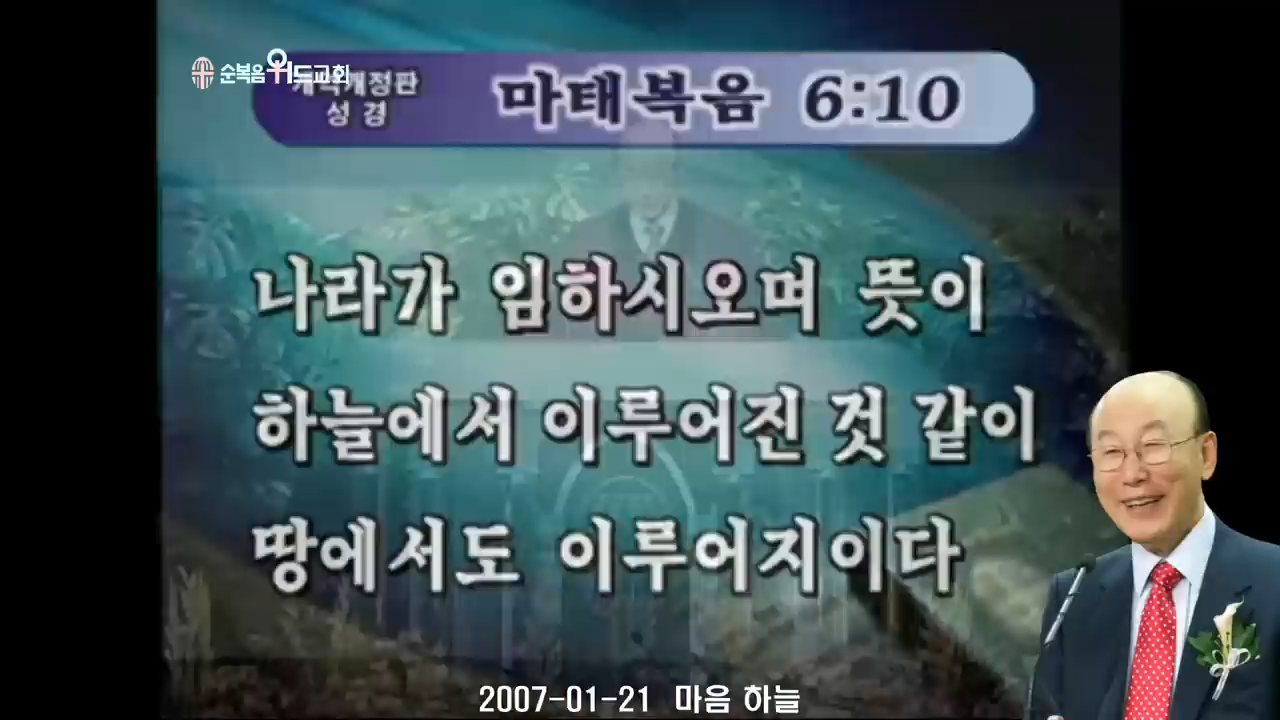 순복음위드교회
개역개정판
성 경
마태복음 6:10
나라가 임하시오며 뜻이
하늘에서 이루어진 것 같이
땅에서도 이루어지이다
2007-01-21 마음 하늘